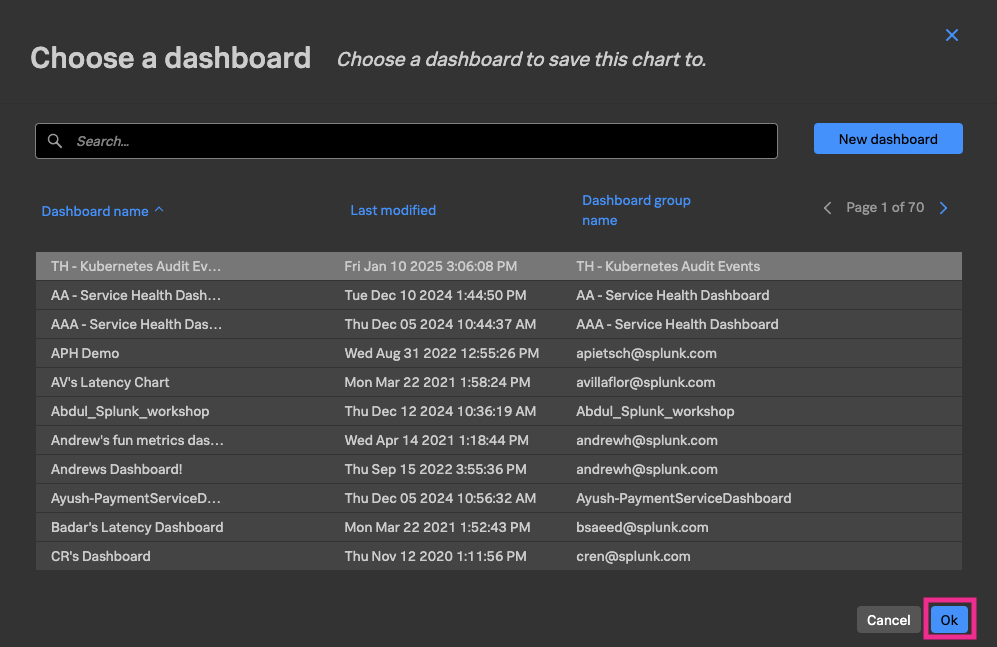 Choose a dashboard Choose a dashboard to save this chart to.
Search...
New dashboard
Dashboard name
Last modified
Dashboard group
name
Page 1 of 70
TH - Kubernetes Audit Ev... Fri Jan 10 2025 3:06:08 PM TH - Kubernetes Audit Events
AA - Service Health Dash... Tue Dec 10 2024 1:44:50 PM AA - Service Health Dashboard
AAA - Service Health Das... Thu Dec 05 2024 10:44:37 AM AAA - Service Health Dashboard
APH Demo Wed Aug 31 2022 12:55:26 PM apietsch@splunk.com
AV's Latency Chart Mon Mar 22 2021 1:58:24 PM avillaflor@splunk.com
Abdul_Splunk_workshop Thu Dec 12 2024 10:36:19 AM Abdul_Splunk_workshop
Andrew's fun metrics das... Wed Apr 14 2021 1:18:44 PM andrewh@splunk.com
Andrews Dashboard! Thu Sep 15 2022 3:55:36 PM andrewh@splunk.com
Ayush-PaymentServiceD... Thu Dec 05 2024 10:56:32 AM Ayush-PaymentServiceDashboard
Badar's Latency Dashboard Mon Mar 22 2021 1:52:43 PM bsaeed@splunk.com
CR's Dashboard Thu Nov 12 2020 1:11:56 PM cren@splunk.com
Cancel Ok